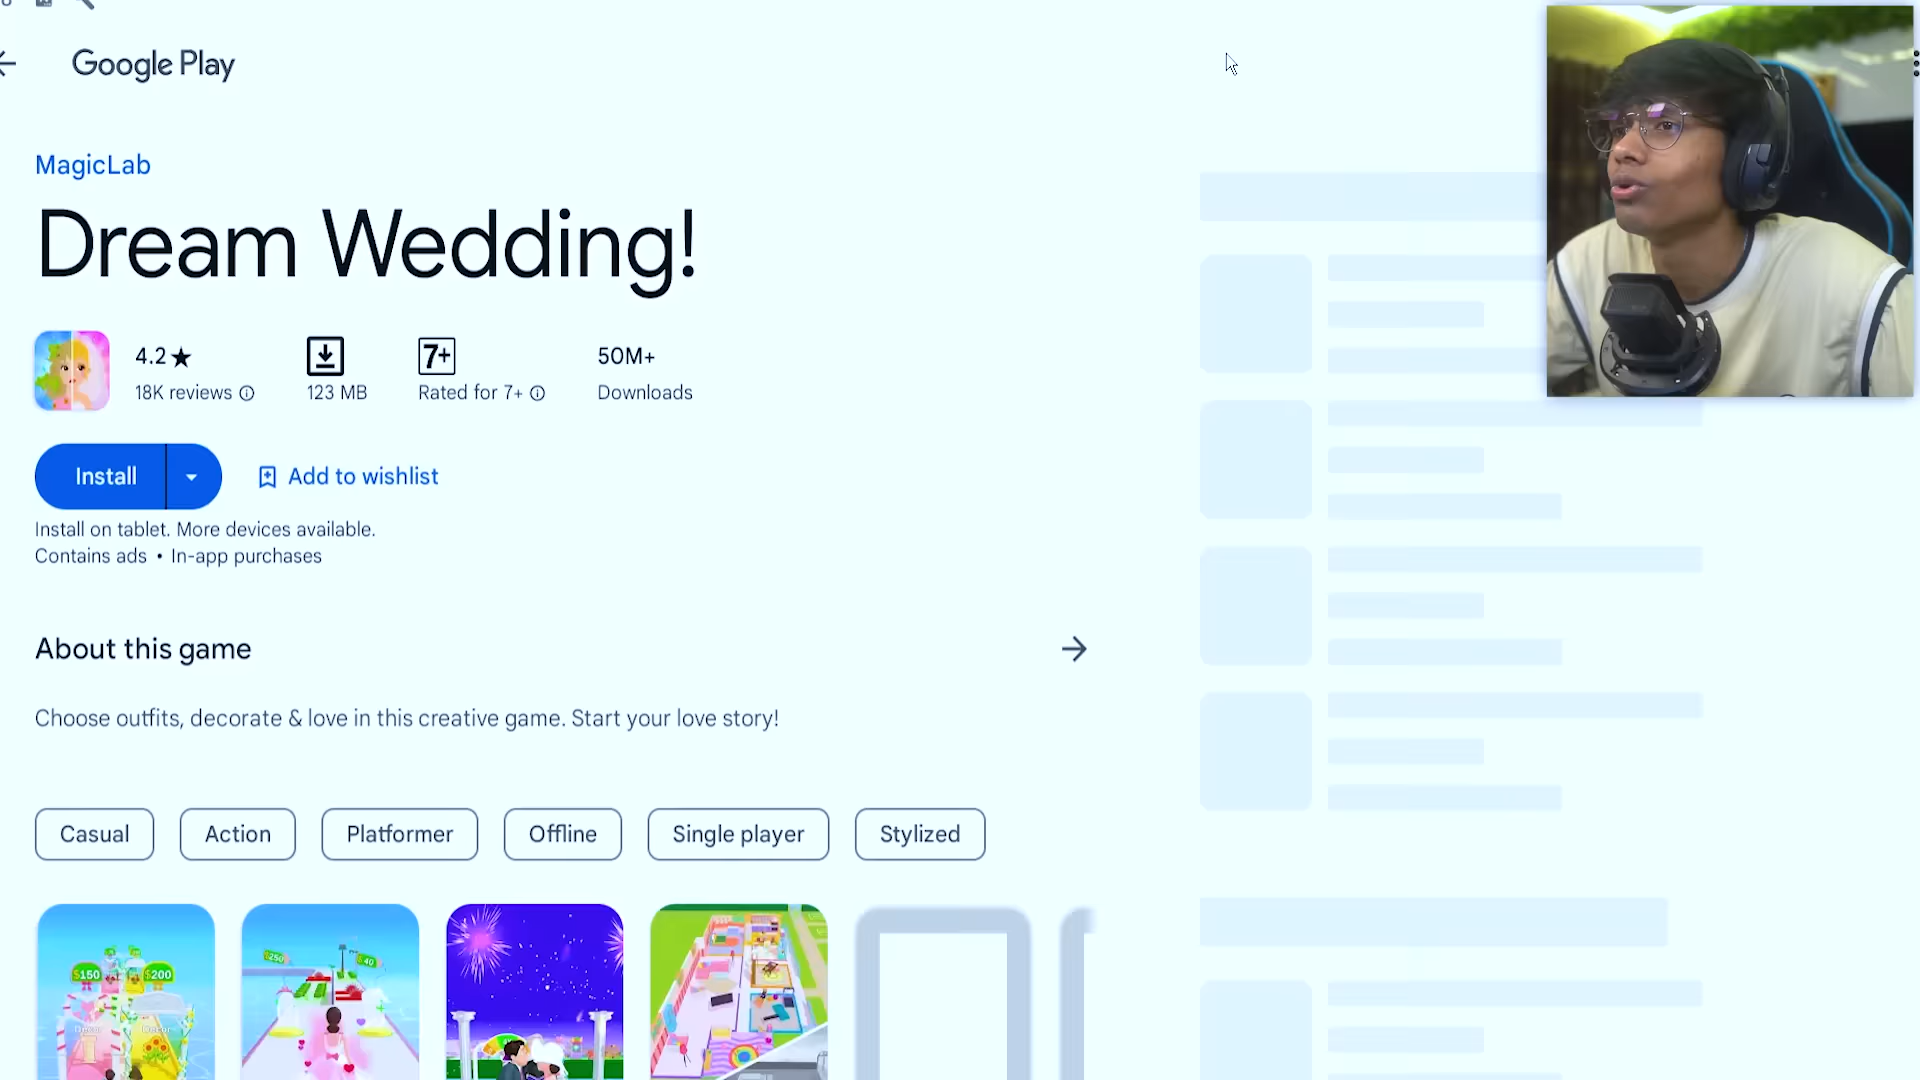 Google Play
MagicLab
Dream Wedding!
4.2★
18K reviews
123 MB
7+
Rated for 7+
50M+
Downloads
Install
Add to wishlist
Install on tablet. More devices available.
Contains ads • In-app purchases
About this game
Choose outfits, decorate & love in this creative game. Start your love story!
Casual
Action
Platformer
Offline
Single player
Stylized
$150
$200
$250
$40